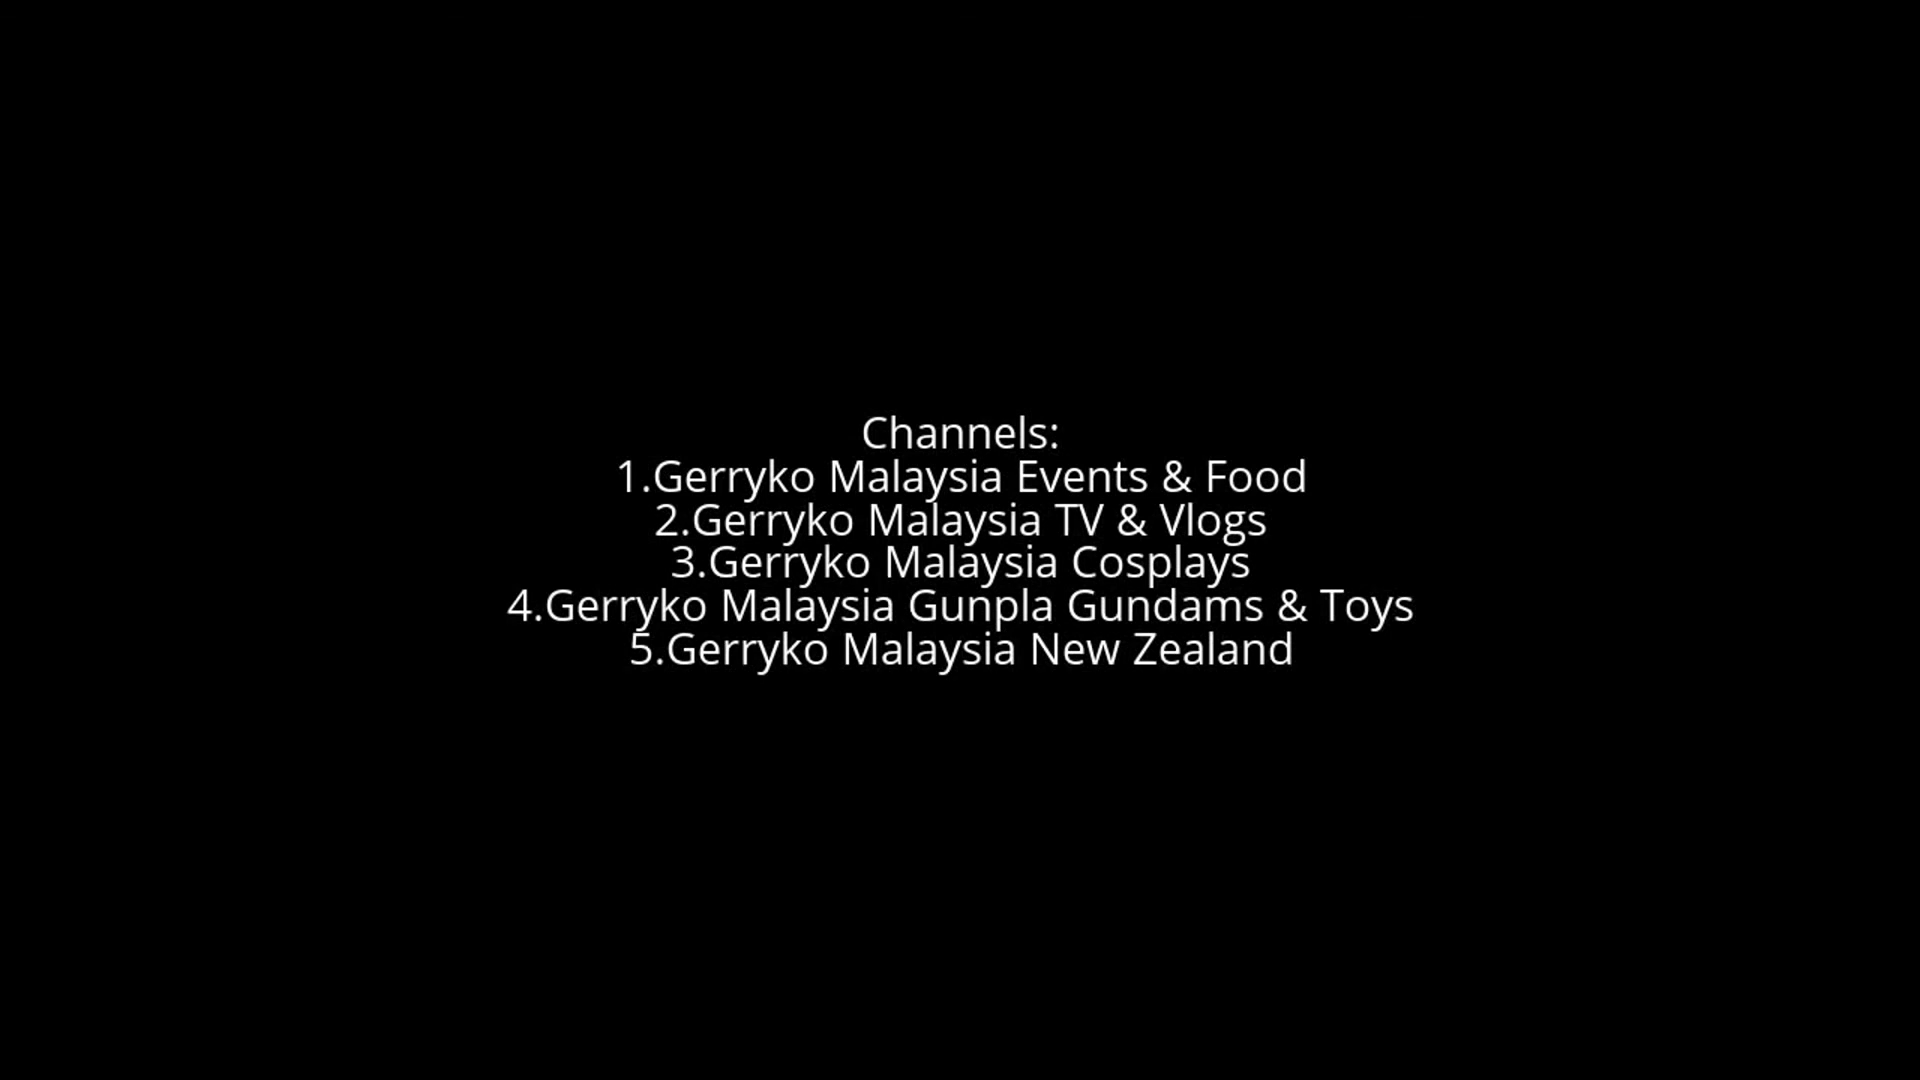 Channels:
1.Gerryko Malaysia Events & Food
2.Gerryko Malaysia TV & Vlogs
3.Gerryko Malaysia Cosplays
4.Gerryko Malaysia Gunpla Gundams & Toys
5.Gerryko Malaysia New Zealand